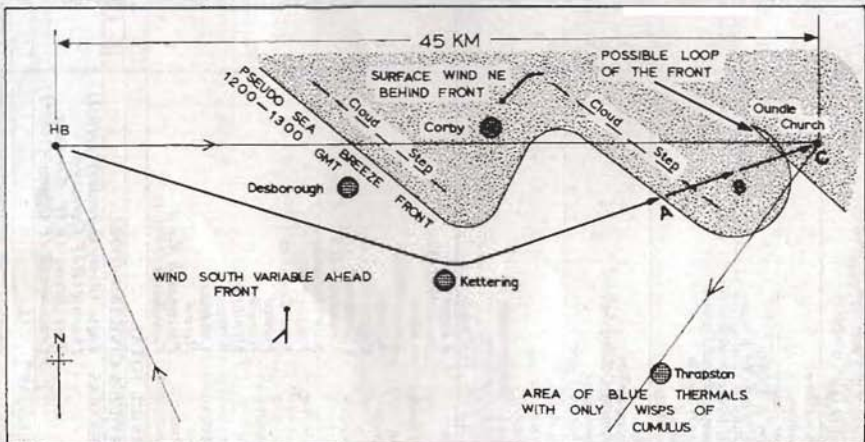 45 KM
PSEUDO SEA
1200—1300
GMT
BREEZE
FRONT
SURFACE WIND NE
BEHIND FRONT
POSSIBLE LOOP
OF THE FRONT
Cloud
Step
Cloud
Step
Oundle
Church
HB
Corby
C
B
A
Desborough
Kettering
WIND SOUTH VARIABLE AHEAD
FRONT
N
Thrapston
AREA OF BLUE THERMALS
WITH ONLY WISPS OF
CUMULUS